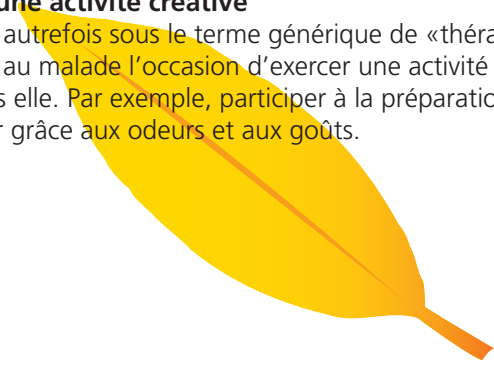 une activité créative
autrefois sous le terme générique de «théra
au malade l'occasion d'exercer une activité
s elle. Par exemple, participer à la préparation
r grâce aux odeurs et aux goûts.